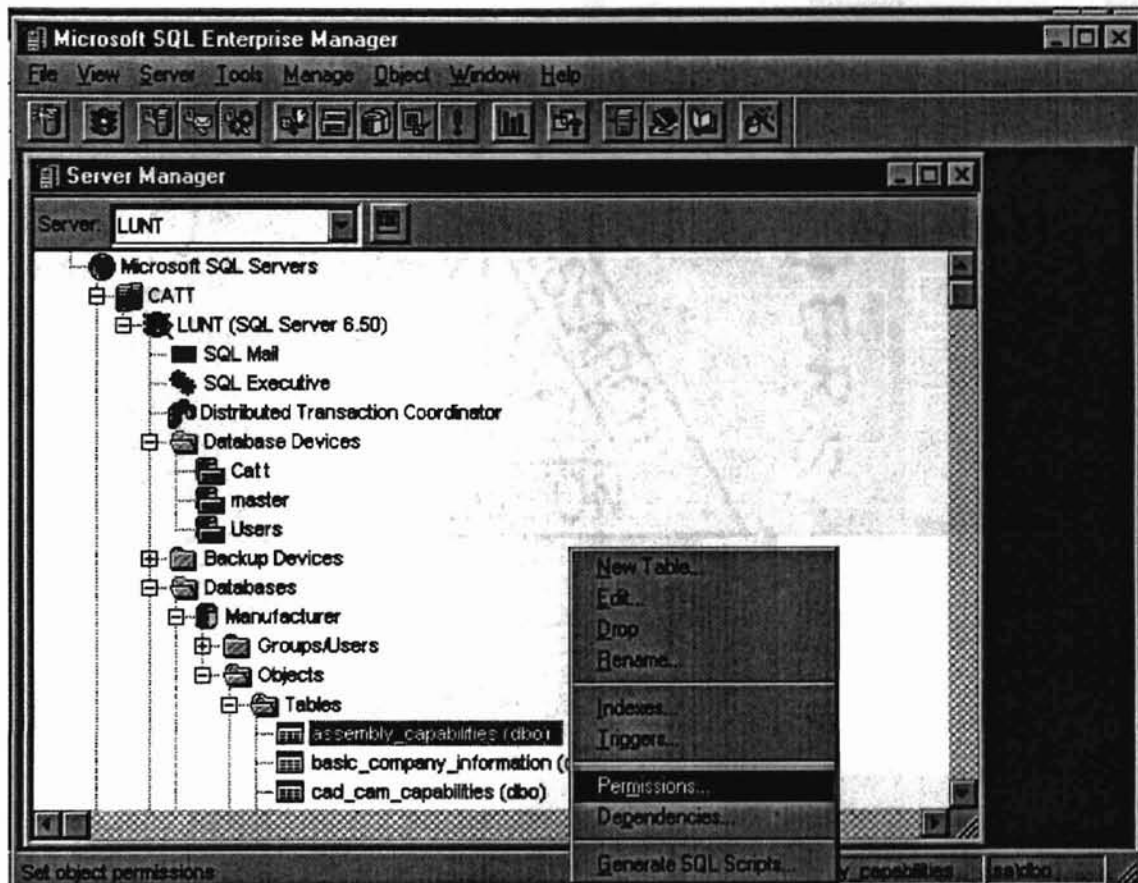 Microsoft SQL Enterprise Manager
File View Server Tools Manage Object Window Help
Server Manager
Server: LUNT
Microsoft SQL Servers
CATT
LUNT (SQL Server 6.50)
SQL Mail
SQL Executive
Distributed Transaction Coordinator
Database Devices
Catt
master
Users
Backup Devices
Databases
Manufacturer
Groups/Users
Objects
Tables
assembly_capabilities (dbo)
basic_company_information (
cad_cam_capabilities (dbo)
New Table...
Edit...
Drop
Rename...
Indexes...
Triggers...
Permissions...
Dependencies...
Generate SQL Scripts...
Set object permissions
y_capabilities
(sa)dbo